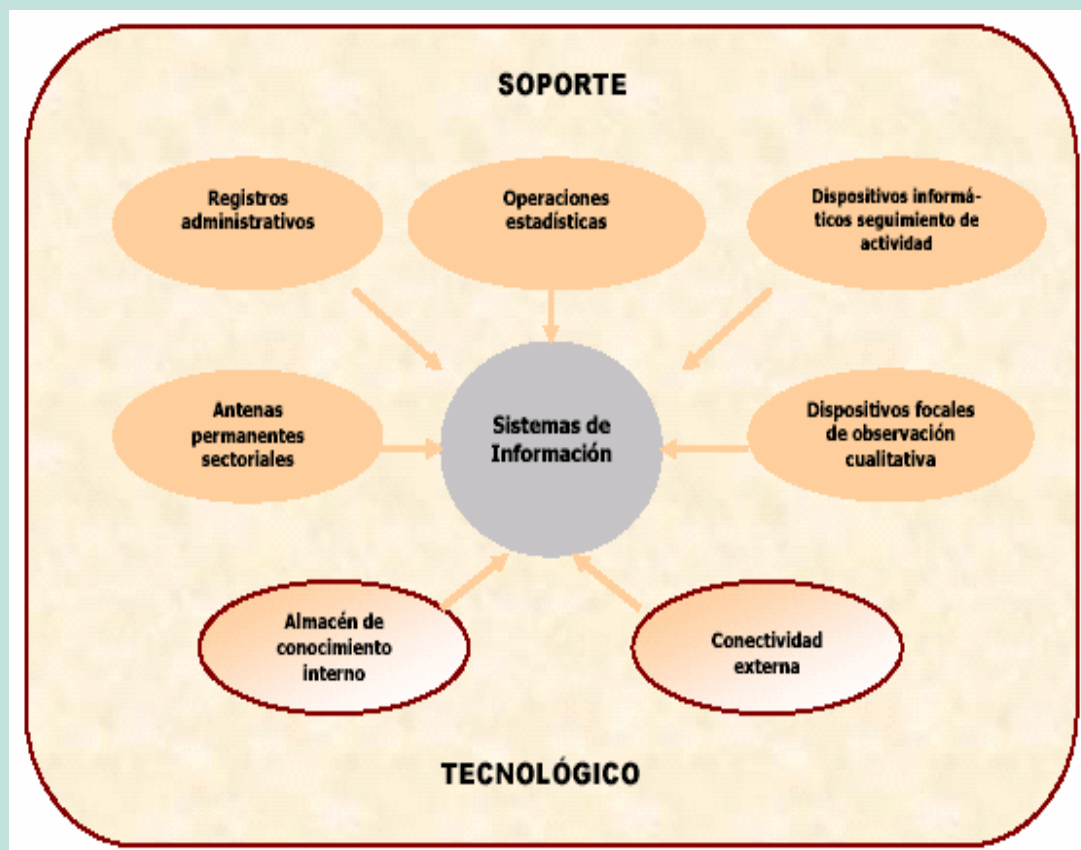 SOPORTE
Registros
administrativos
Operaciones
estadísticas
Dispositivos informá-
ticos seguimiento de
actividad
Antenas
permanentes
sectoriales
Sistemas de
Información
Dispositivos focales
de observación
cualitativa
Almacén de
conocimiento
interno
Conectividad
externa
TECNOLÓGICO